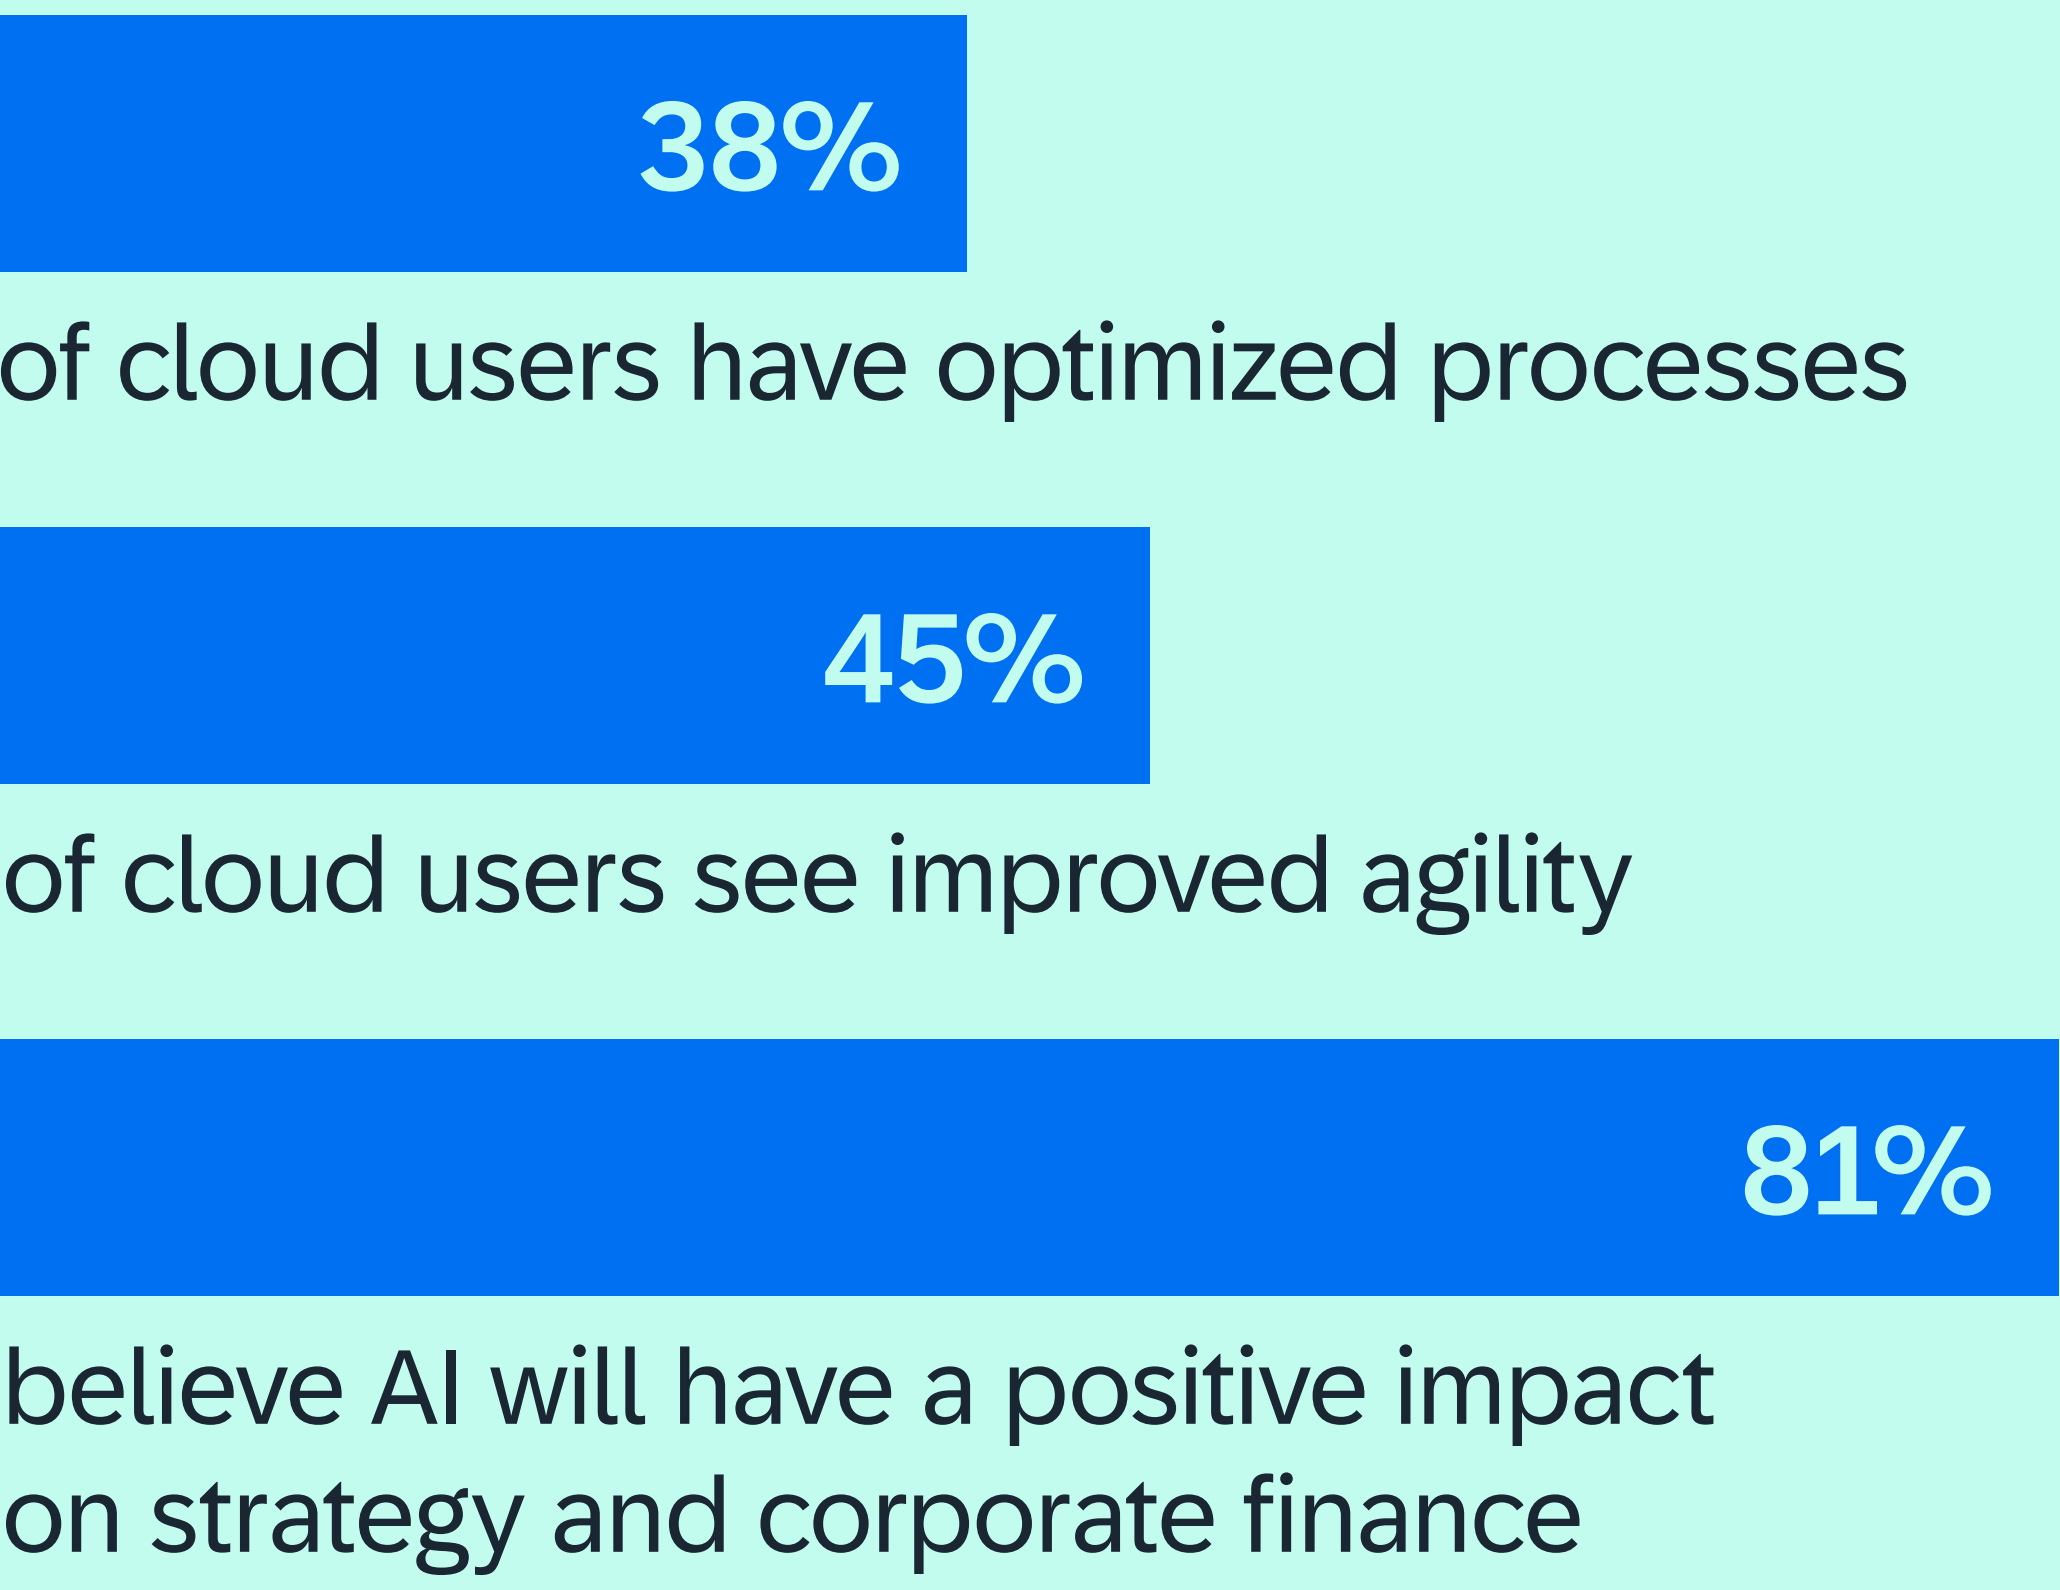 38%
of cloud users have optimized processes
45%
of cloud users see improved agility
81%
believe AI will have a positive impact
on strategy and corporate finance